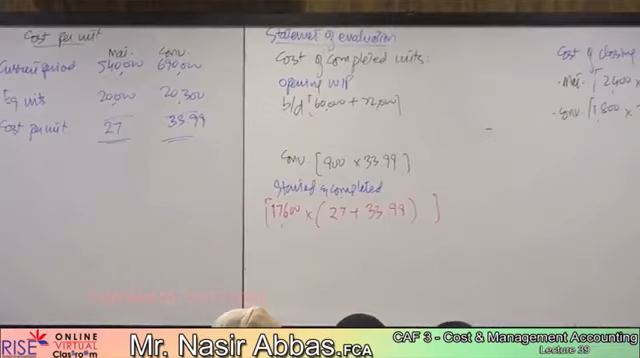 Cost per unit
Mat. Conv.
Current period 540,000 690,000
Eq units 20,000 20,300
Cost per unit 27 33.99
Statement of evaluation
Cost of completed units:
Opening WIP
b/d [60,000 + 72,000]
Conv. [900 x 33.99]
Started & completed
[17600 x (27 + 33.99) ]
Cost of closing
- Mat. [2400 x
- Conv. [1800 x
RISE
ONLINE
VIRTUAL
Classroom
Mr. Nasir Abbas.FCA
CAF 3 - Cost & Management Accounting
Lecture 39